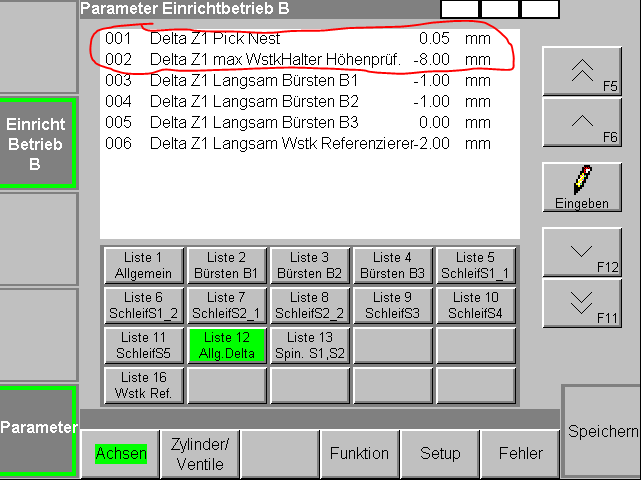 Parameter Einrichtbetrieb B
001 Delta Z1 Pick Nest 0.05 mm
002 Delta Z1 max WstkHalter Höhenprüf. -8.00 mm
003 Delta Z1 Langsam Bürsten B1 -1.00 mm
004 Delta Z1 Langsam Bürsten B2 -1.00 mm
005 Delta Z1 Langsam Bürsten B3 0.00 mm
006 Delta Z1 Langsam Wstk Referenzierer-2.00 mm
Einricht
Betrieb
B
Parameter
F5
F6
Eingeben
F12
F11
Liste 1 Liste 2 Liste 3 Liste 4 Liste 5
Allgemein Bürsten B1 Bürsten B2 Bürsten B3 SchleifS1_1
Liste 6 Liste 7 Liste 8 Liste 9 Liste 10
SchleifS1_2 SchleifS2_1 SchleifS2_2 SchleifS3 SchleifS4
Liste 11 Liste 12 Liste 13
SchleifS5 Allg.Delta Spin. S1,S2
Liste 16
Wstk Ref.
Achsen
Zylinder/
Ventile
Funktion
Setup
Fehler
Speichern